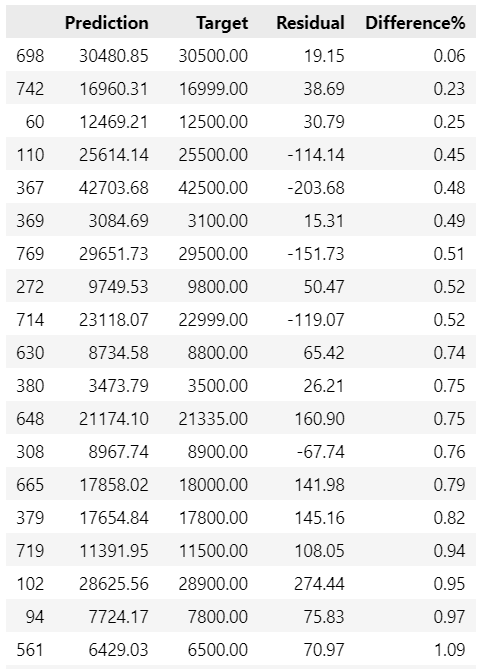 Prediction Target Residual Difference%
698 30480.85 30500.00 19.15 0.06
742 16960.31 16999.00 38.69 0.23
60 12469.21 12500.00 30.79 0.25
110 25614.14 25500.00 -114.14 0.45
367 42703.68 42500.00 -203.68 0.48
369 3084.69 3100.00 15.31 0.49
769 29651.73 29500.00 -151.73 0.51
272 9749.53 9800.00 50.47 0.52
714 23118.07 22999.00 -119.07 0.52
630 8734.58 8800.00 65.42 0.74
380 3473.79 3500.00 26.21 0.75
648 21174.10 21335.00 160.90 0.75
308 8967.74 8900.00 -67.74 0.76
665 17858.02 18000.00 141.98 0.79
379 17654.84 17800.00 145.16 0.82
719 11391.95 11500.00 108.05 0.94
102 28625.56 28900.00 274.44 0.95
94 7724.17 7800.00 75.83 0.97
561 6429.03 6500.00 70.97 1.09